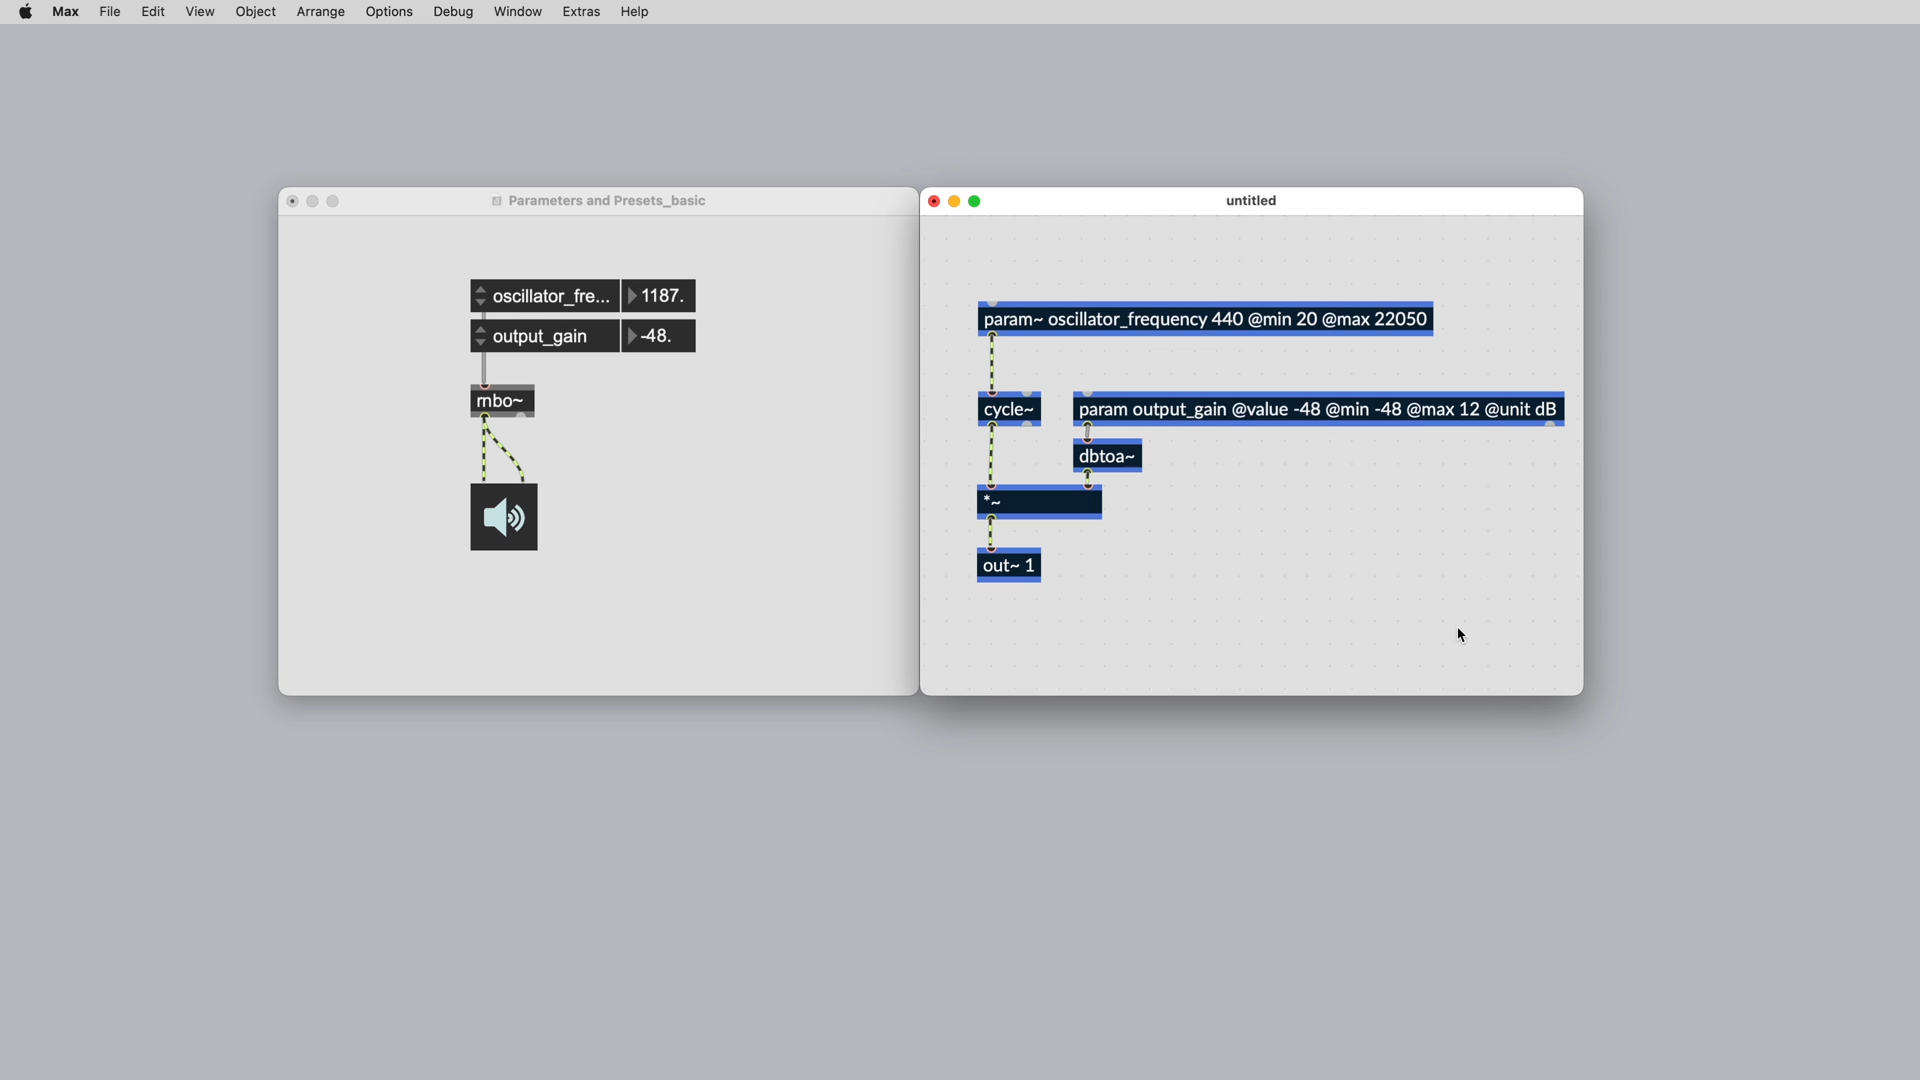 Max File Edit View Object Arrange Options Debug Window Extras Help
Parameters and Presets_basic
oscillator_fre... 1187.
output_gain -48.
rnbo~
untitled
param~ oscillator_frequency 440 @min 20 @max 22050
cycle~ param output_gain @value -48 @min -48 @max 12 @unit dB
dbtoa~
*~
out~ 1